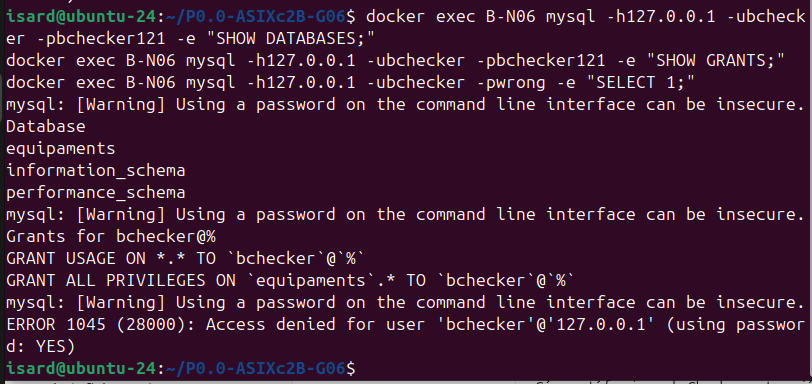 isard@ubuntu-24:~/P0.0-ASIXc2B-G06$ docker exec B-N06 mysql -h127.0.0.1 -ubcheck
er -pbchecker121 -e "SHOW DATABASES;"
docker exec B-N06 mysql -h127.0.0.1 -ubchecker -pbchecker121 -e "SHOW GRANTS;"
docker exec B-N06 mysql -h127.0.0.1 -ubchecker -pwrong -e "SELECT 1;"
mysql: [Warning] Using a password on the command line interface can be insecure.
Database
equipaments
information_schema
performance_schema
mysql: [Warning] Using a password on the command line interface can be insecure.
Grants for bchecker@%
GRANT USAGE ON *.* TO `bchecker`@`%`
GRANT ALL PRIVILEGES ON `equipaments`.* TO `bchecker`@`%`
mysql: [Warning] Using a password on the command line interface can be insecure.
ERROR 1045 (28000): Access denied for user 'bchecker'@'127.0.0.1' (using passwor
d: YES)
isard@ubuntu-24:~/P0.0-ASIXc2B-G06$